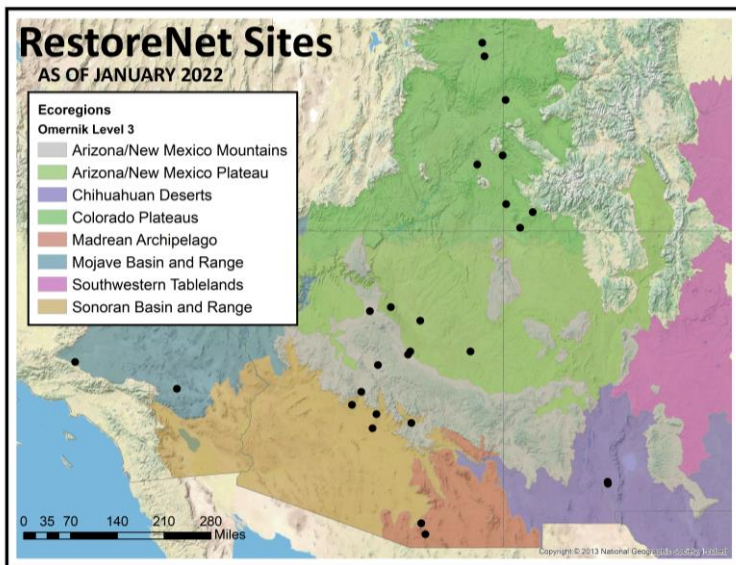 RestoreNet Sites
AS OF JANUARY 2022
Ecoregions
Omernik Level 3
Arizona/New Mexico Mountains
Arizona/New Mexico Plateau
Chihuahuan Deserts
Colorado Plateaus
Madrean Archipelago
Mojave Basin and Range
Southwestern Tablelands
Sonoran Basin and Range
0 35 70 140 210 280
Miles
Copyright © 2013 National Geographic Society, i-cubed